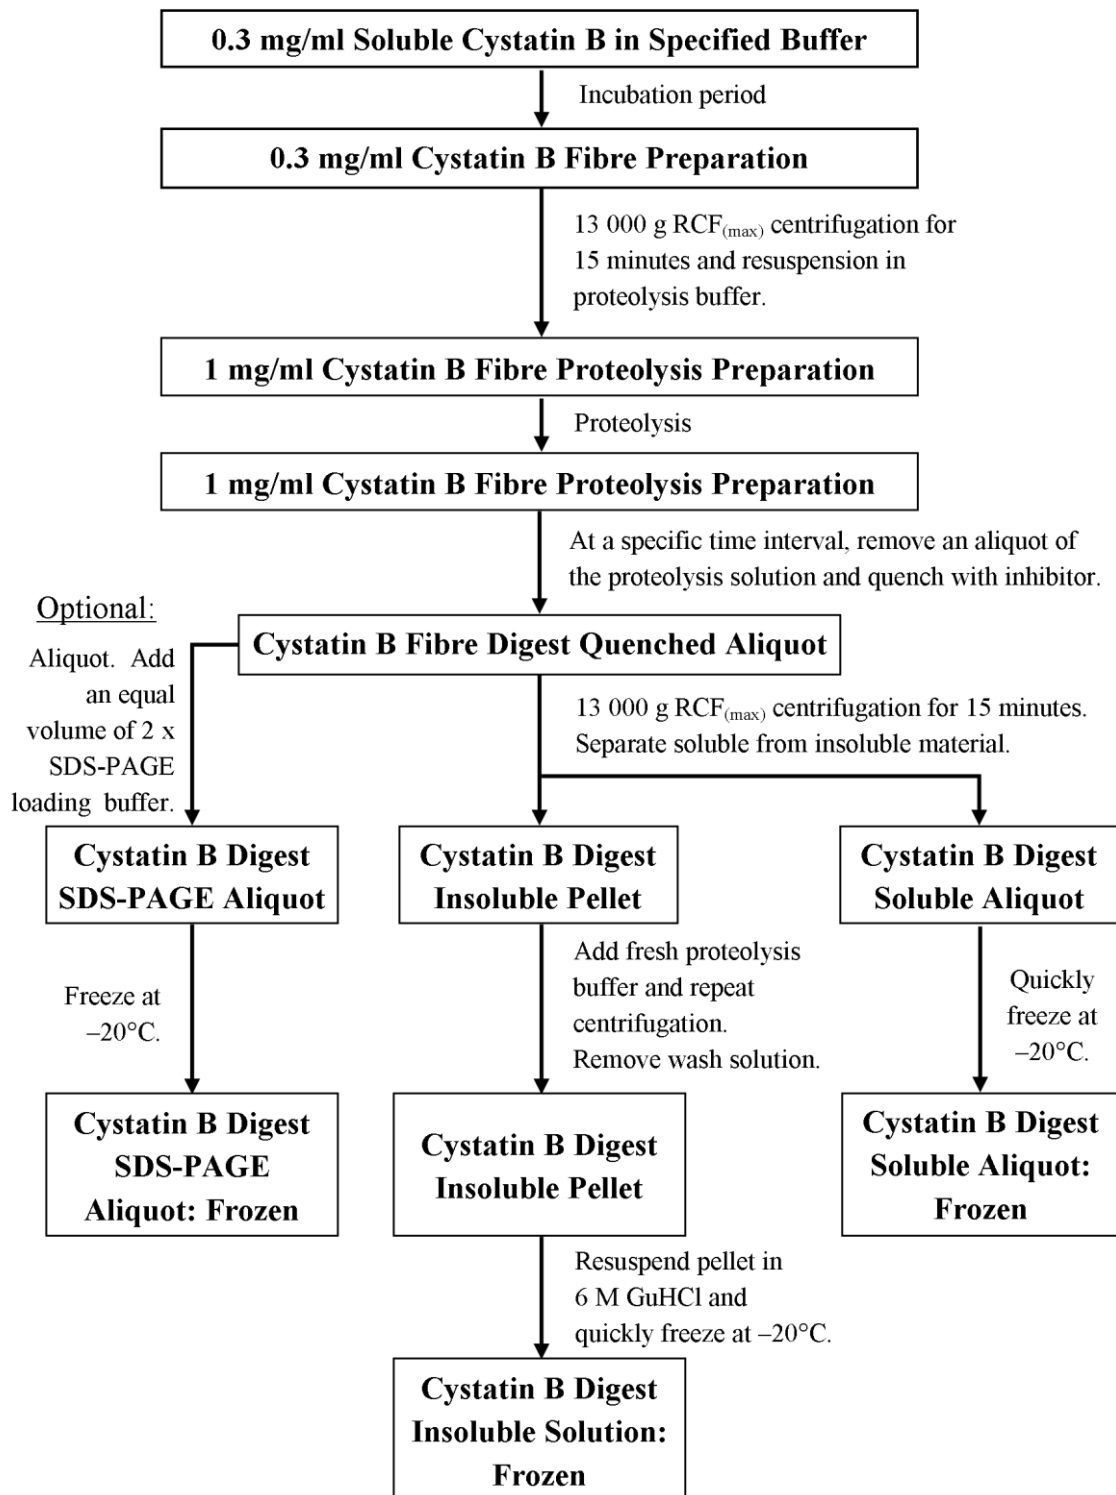 0.3 mg/ml Soluble Cystatin B in Specified Buffer
Incubation period
0.3 mg/ml Cystatin B Fibre Preparation
13 000 g RCF(max) centrifugation for
15 minutes and resuspension in
proteolysis buffer.
1 mg/ml Cystatin B Fibre Proteolysis Preparation
Proteolysis
1 mg/ml Cystatin B Fibre Proteolysis Preparation
At a specific time interval, remove an aliquot of
the proteolysis solution and quench with inhibitor.
Cystatin B Fibre Digest Quenched Aliquot
Optional:
Aliquot. Add
an equal
volume of 2 x
SDS-PAGE
loading buffer.
13 000 g RCF(max) centrifugation for 15 minutes.
Separate soluble from insoluble material.
Cystatin B Digest
SDS-PAGE Aliquot
Cystatin B Digest
Insoluble Pellet
Cystatin B Digest
Soluble Aliquot
Freeze at
–20°C.
Add fresh proteolysis
buffer and repeat
centrifugation.
Remove wash solution.
Quickly
freeze at
–20°C.
Cystatin B Digest
SDS-PAGE
Aliquot: Frozen
Cystatin B Digest
Insoluble Pellet
Cystatin B Digest
Soluble Aliquot:
Frozen
Resuspend pellet in
6 M GuHCl and
quickly freeze at –20°C.
Cystatin B Digest
Insoluble Solution:
Frozen